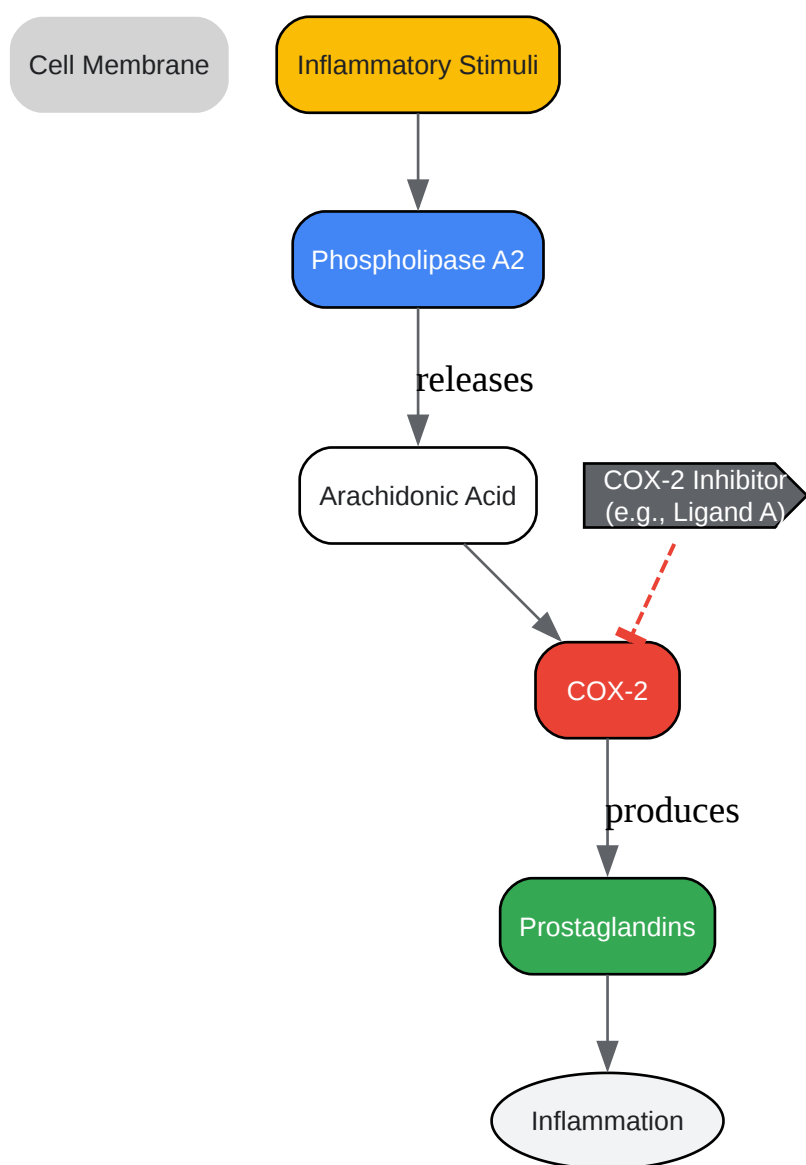 Cell Membrane
Inflammatory Stimuli
Phospholipase A2
releases
Arachidonic Acid
COX-2 Inhibitor
(e.g., Ligand A)
COX-2
produces
Prostaglandins
Inflammation